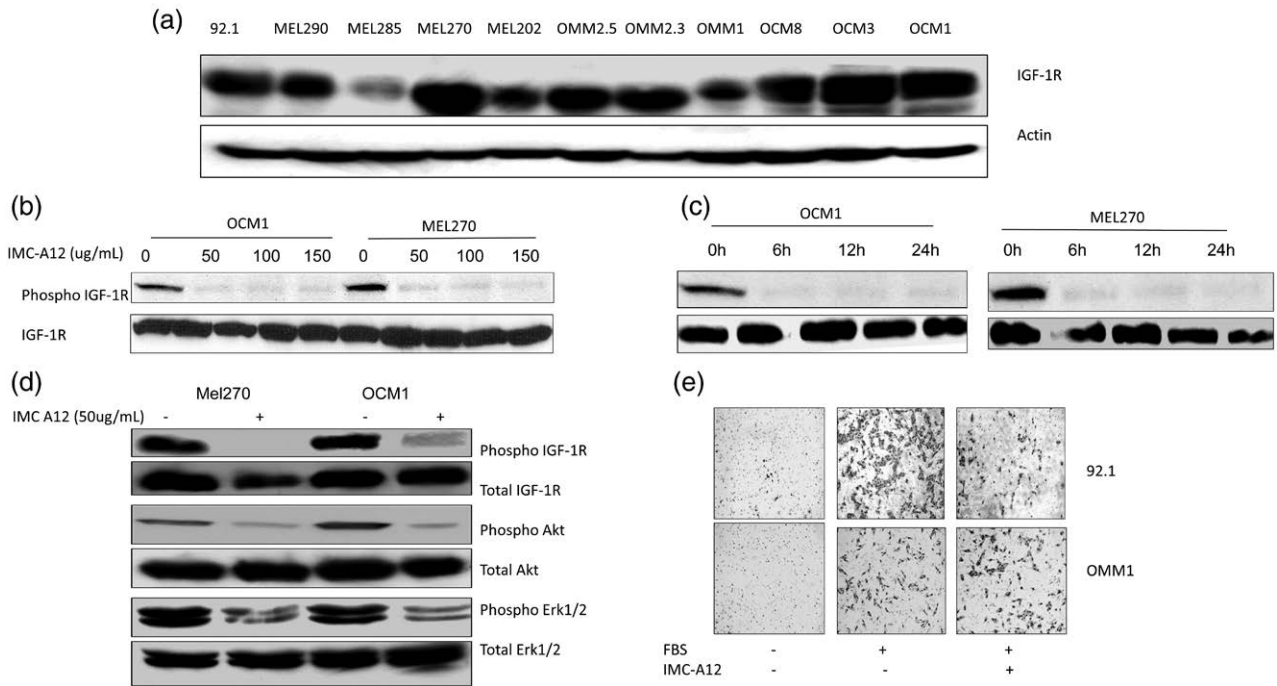 (a)
92.1 MEL290 MEL285 MEL270 MEL202 OMM2.5 OMM2.3 OMM1 OCM8 OCM3 OCM1
IGF-1R
Actin
(b)
OCM1 MEL270
IMC-A12 (ug/mL) 0 50 100 150 0 50 100 150
Phospho IGF-1R
IGF-1R
(c)
OCM1 MEL270
0h 6h 12h 24h 0h 6h 12h 24h
(d)
Mel270 OCM1
IMC A12 (50ug/mL) - + - +
Phospho IGF-1R
Total IGF-1R
Phospho Akt
Total Akt
Phospho Erk1/2
Total Erk1/2
(e)
92.1
OMM1
FBS - + +
IMC-A12 - - +